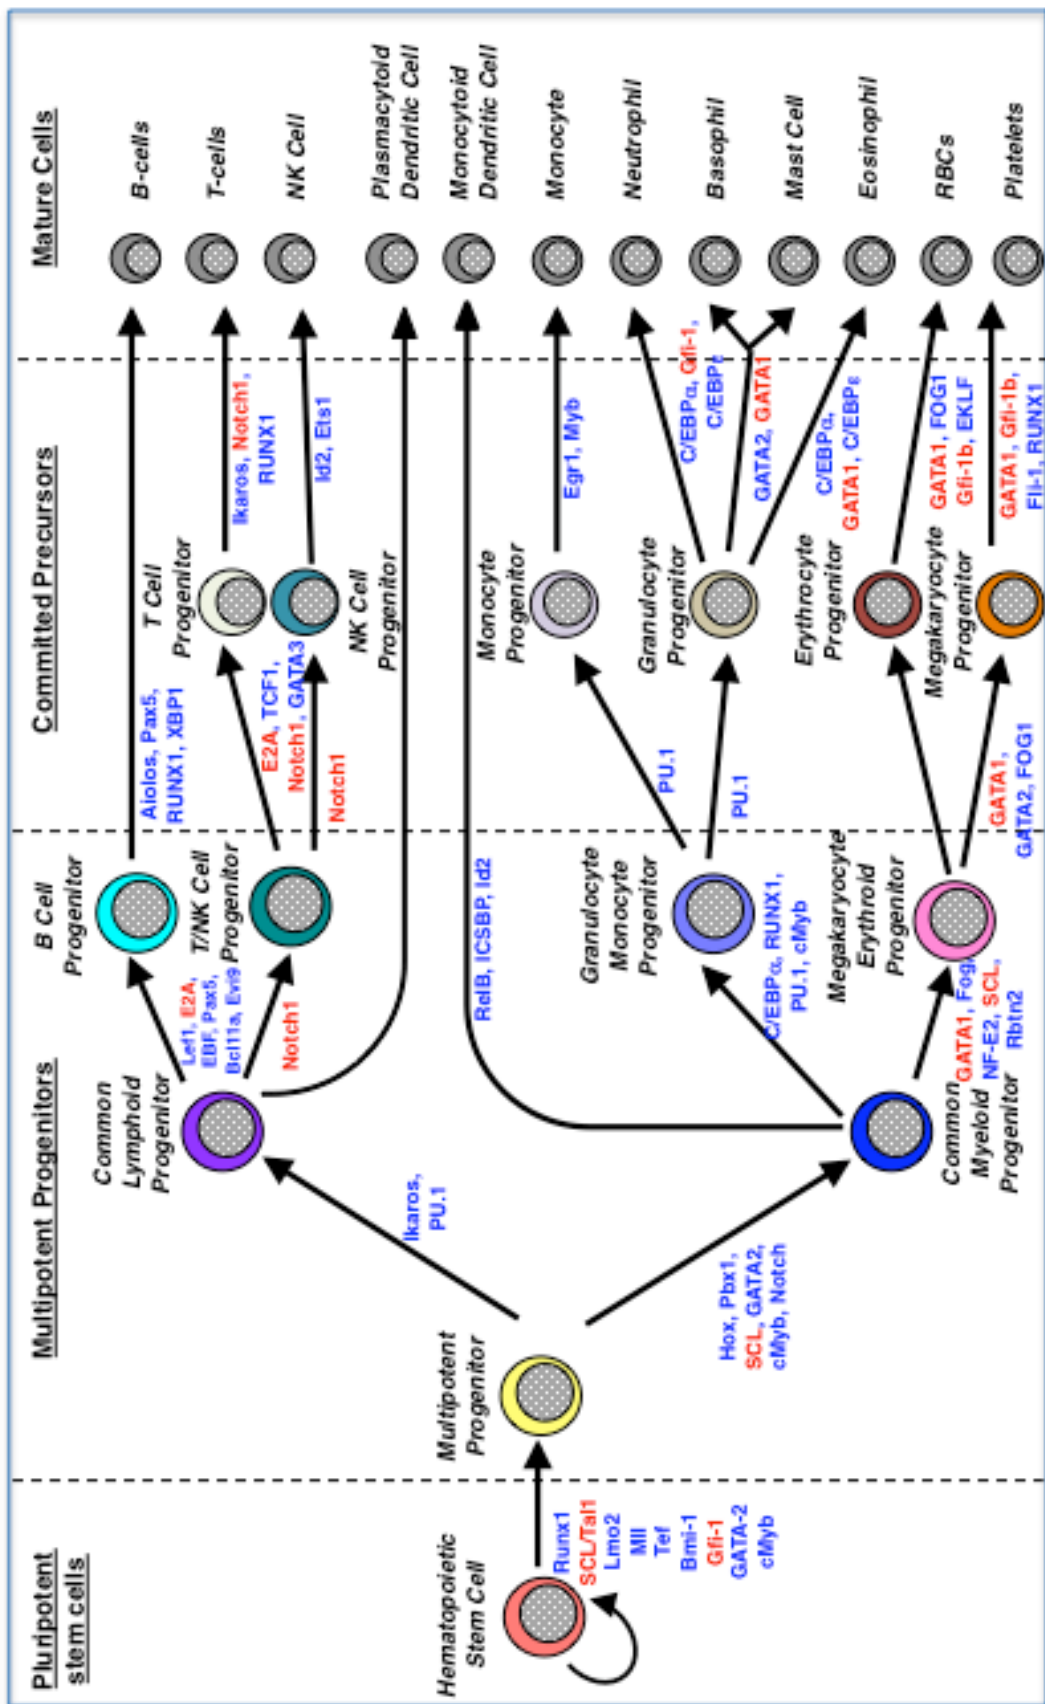 Pluripotent
stem cells
Multipotent Progenitors
Committed Precursors
Mature Cells
Hematopoietic
Stem Cell
Runx1
SCL/Tal1
Lmo2
Mll
Tef
Bmi-1
Gfi-1
GATA-2
cMyb
Multipotent
Progenitor
Ikaros,
PU.1
Hox, Pbx1,
SCL, GATA2,
cMyb, Notch
Common
Lymphoid
Progenitor
Lef1, E2A,
EBF, Pax5,
Bcl11a, Evi9
Notch1
Common
Myeloid
Progenitor
RelB, ICSBP, Id2
C/EBPα, RUNX1,
PU.1, cMyb
GATA1, Fog,
NF-E2, SCL,
Rbtn2
B Cell
Progenitor
T/NK Cell
Progenitor
Granulocyte
Monocyte
Progenitor
Megakaryocyte
Erythroid
Progenitor
Aiolos, Pax5,
RUNX1, XBP1
E2A, TCF1,
Notch1, GATA3
Notch1
PU.1
PU.1
GATA1,
GATA2, FOG1
T Cell
Progenitor
NK Cell
Progenitor
Monocyte
Progenitor
Granulocyte
Progenitor
Erythrocyte
Progenitor
Megakaryocyte
Progenitor
Ikaros, Notch1,
RUNX1
Id2, Ets1
Egr1, Myb
C/EBPα, Gfi-1,
C/EBPε
GATA2, GATA1
C/EBPα,
GATA1, C/EBPε
GATA1, FOG1
Gfi-1b, EKLF
GATA1, Gfi-1b,
Fli-1, RUNX1
B-cells
T-cells
NK Cell
Plasmacytoid
Dendritic Cell
Monocytoid
Dendritic Cell
Monocyte
Neutrophil
Basophil
Mast Cell
Eosinophil
RBCs
Platelets